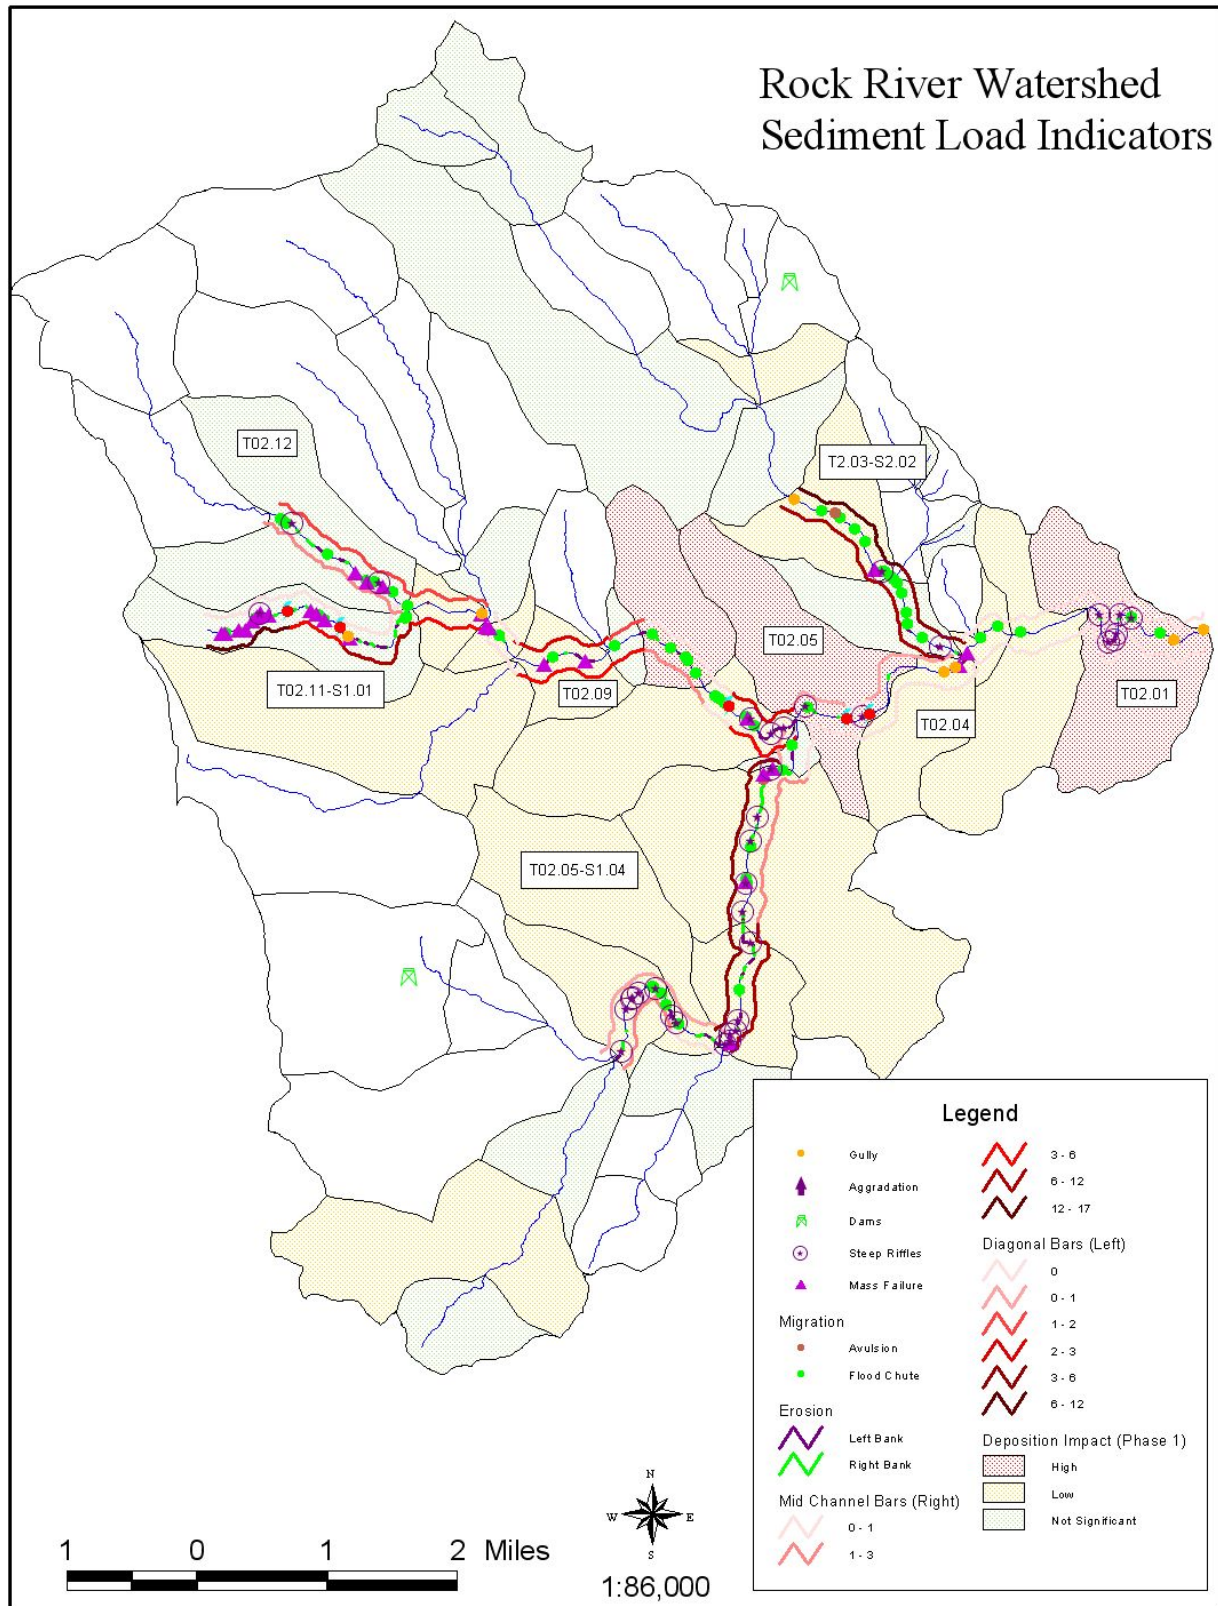 Rock River Watershed
Sediment Load Indicators
T02.12
T2.03-S2.02
T02.05
T02.01
T02.11-S1.01
T02.09
T02.04
T02.05-S1.04
Legend
Gully
Aggradation
Dams
Steep Riffles
Mass Failure
Migration
Avulsion
Flood Chute
Erosion
Left Bank
Right Bank
Mid Channel Bars (Right)
0 - 1
1 - 3
3 - 6
6 - 12
12 - 17
Diagonal Bars (Left)
0
0 - 1
1 - 2
2 - 3
3 - 6
6 - 12
Deposition Impact (Phase 1)
High
Low
Not Significant
N
W E
S
1 0 1 2 Miles
1:86,000